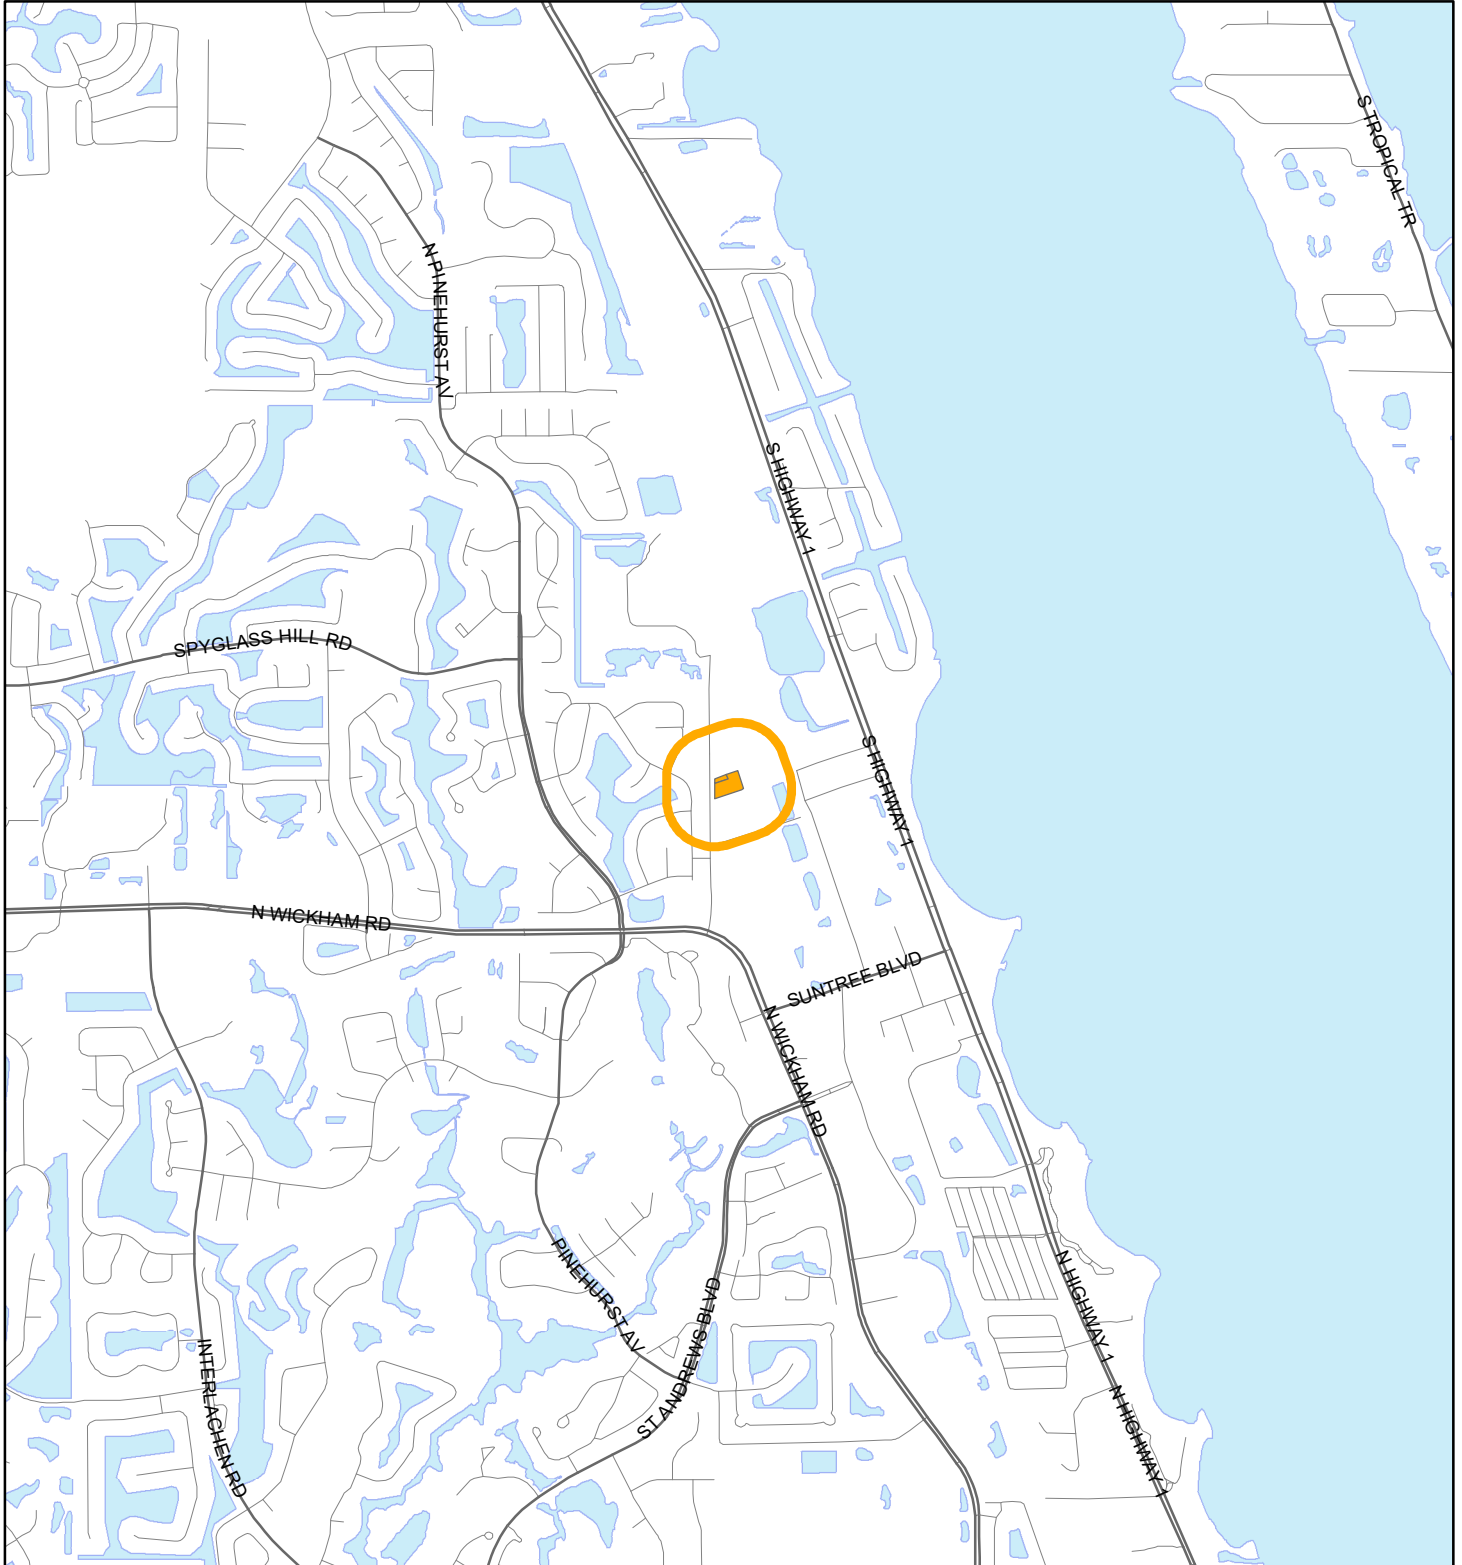 S TROPICAL TR
N PINEHURST AV
S HIGHWAY 1
SPYGLASS HILL RD
S HIGHWAY 1
N WICKHAM RD
SUNTREE BLVD
N WICKHAM RD
PINEHURST AV
N HIGHWAY 1
ST ANDREWS BLVD
INTERLACHEN RD
N HIGHWAY 1